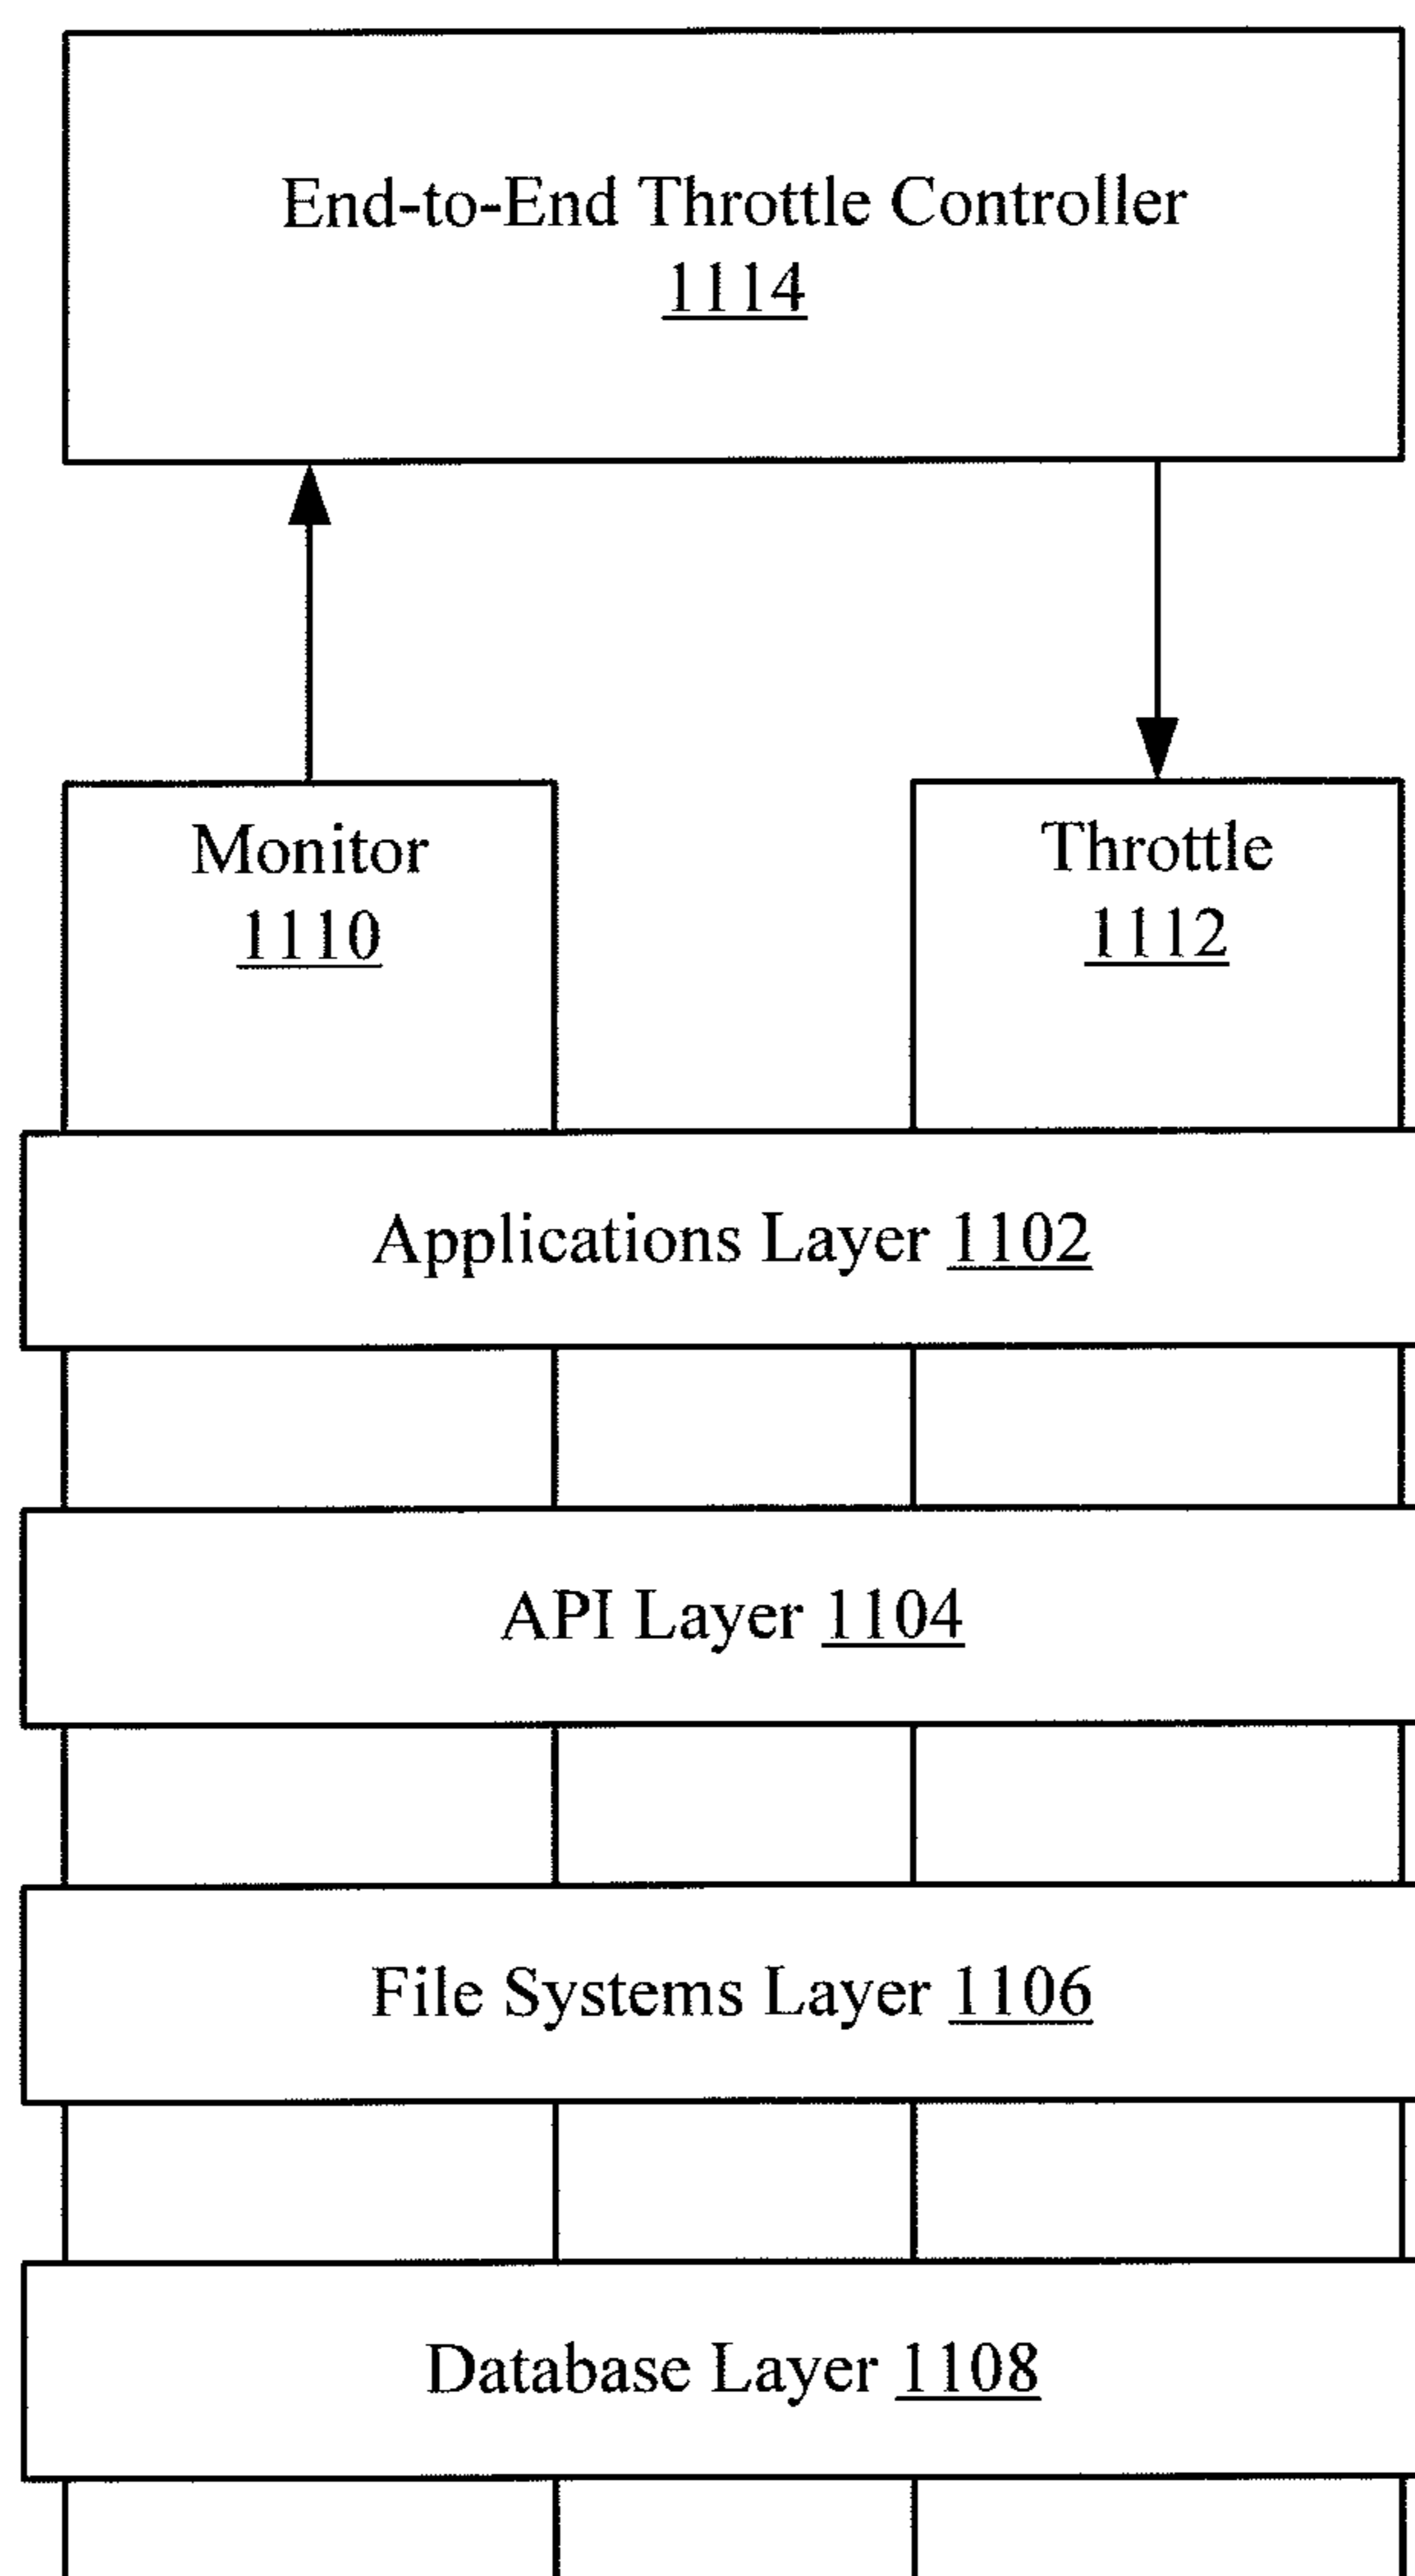 End-to-End Throttle Controller
1114
Monitor
1110
Throttle
1112
Applications Layer 1102
API Layer 1104
File Systems Layer 1106
Database Layer 1108